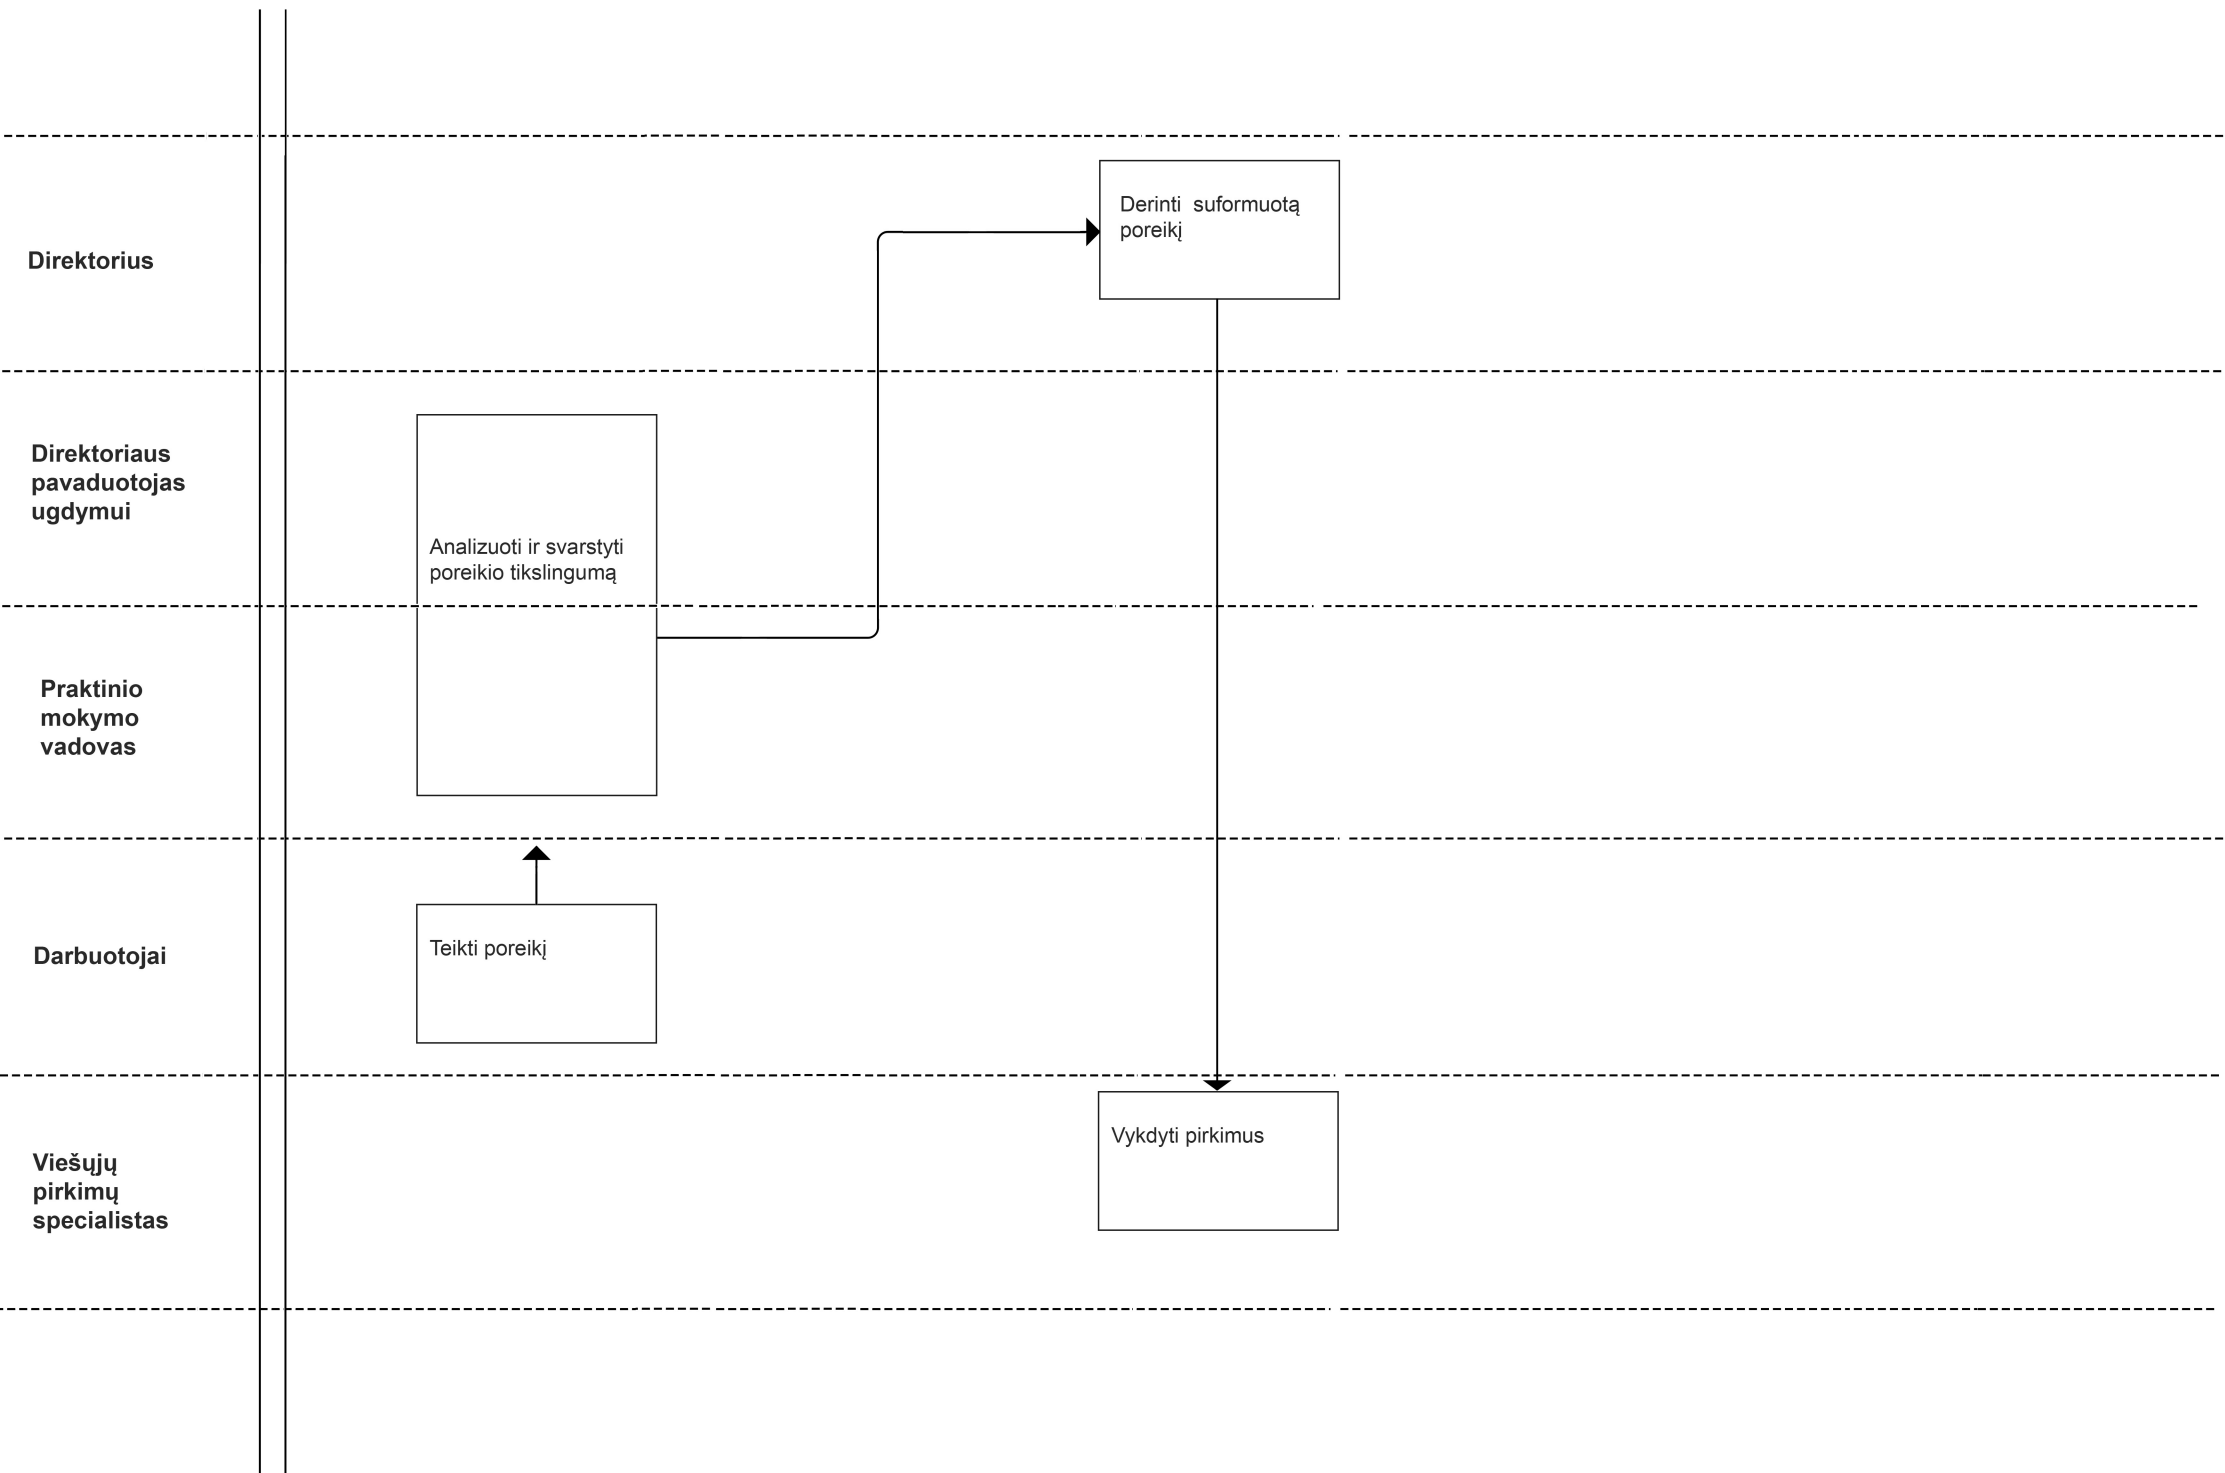 Direktorius
Derinti  suformuotą
poreikį
Direktoriaus
pavaduotojas
ugdymui
Analizuoti ir svarstyti
poreikio tikslingumą
Praktinio
mokymo
vadovas
Darbuotojai
Teikti poreikį
Viešųjų
pirkimų
specialistas
Vykdyti pirkimus